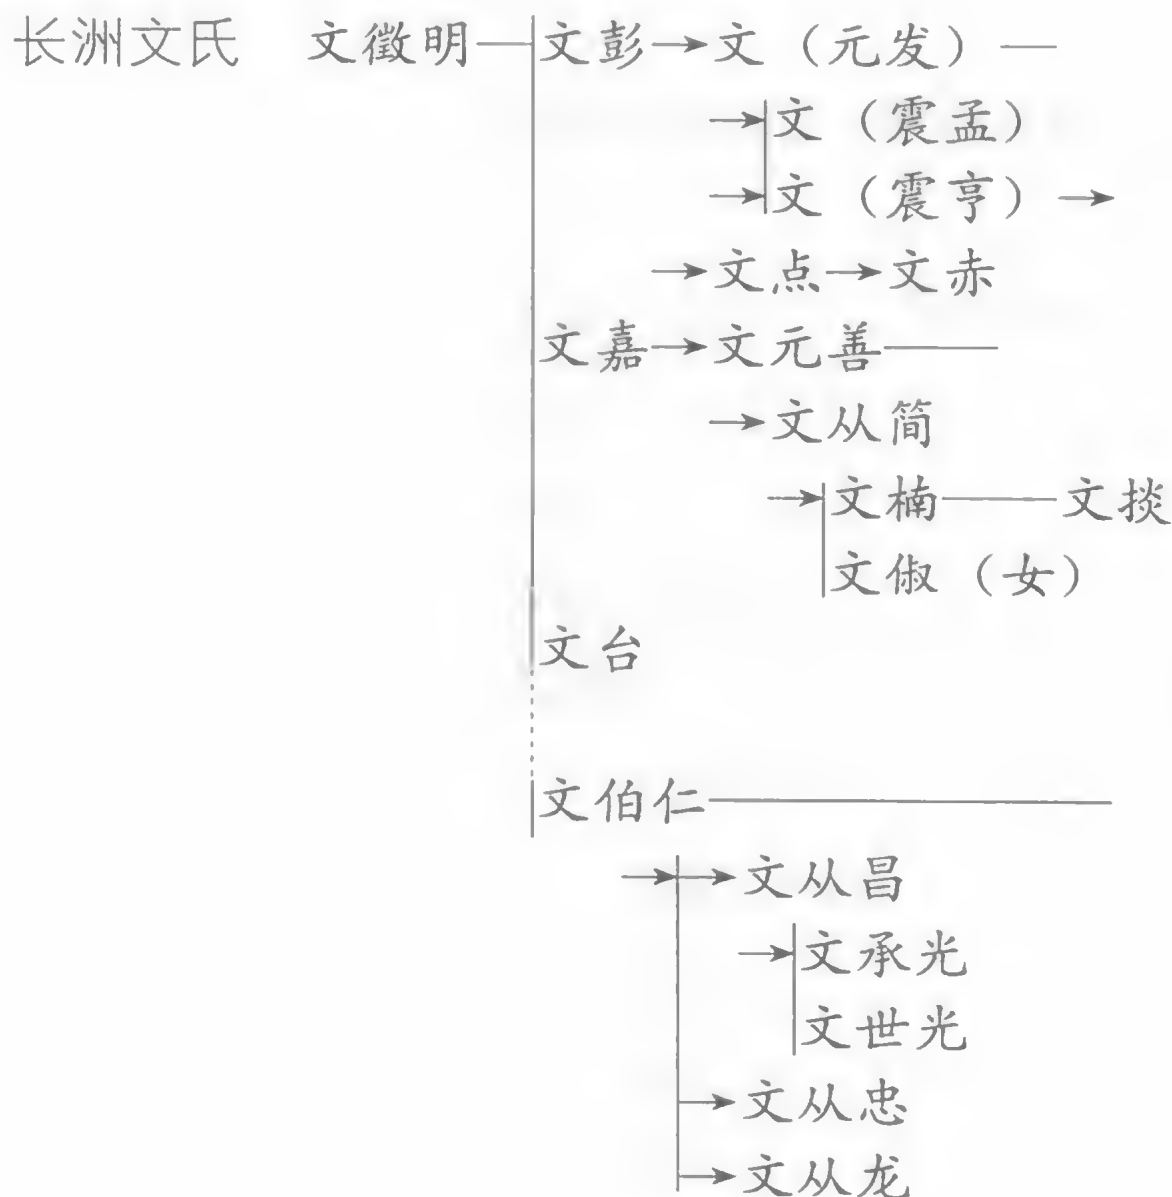 长洲文氏 文徵明 文彭 文（元发）
文（震孟）
文（震亨）
文点 文赤
文嘉 文元善
文从简
文楠 文掞
文俶（女）
文台
文伯仁
文从昌
文承光
文世光
文从忠
文从龙